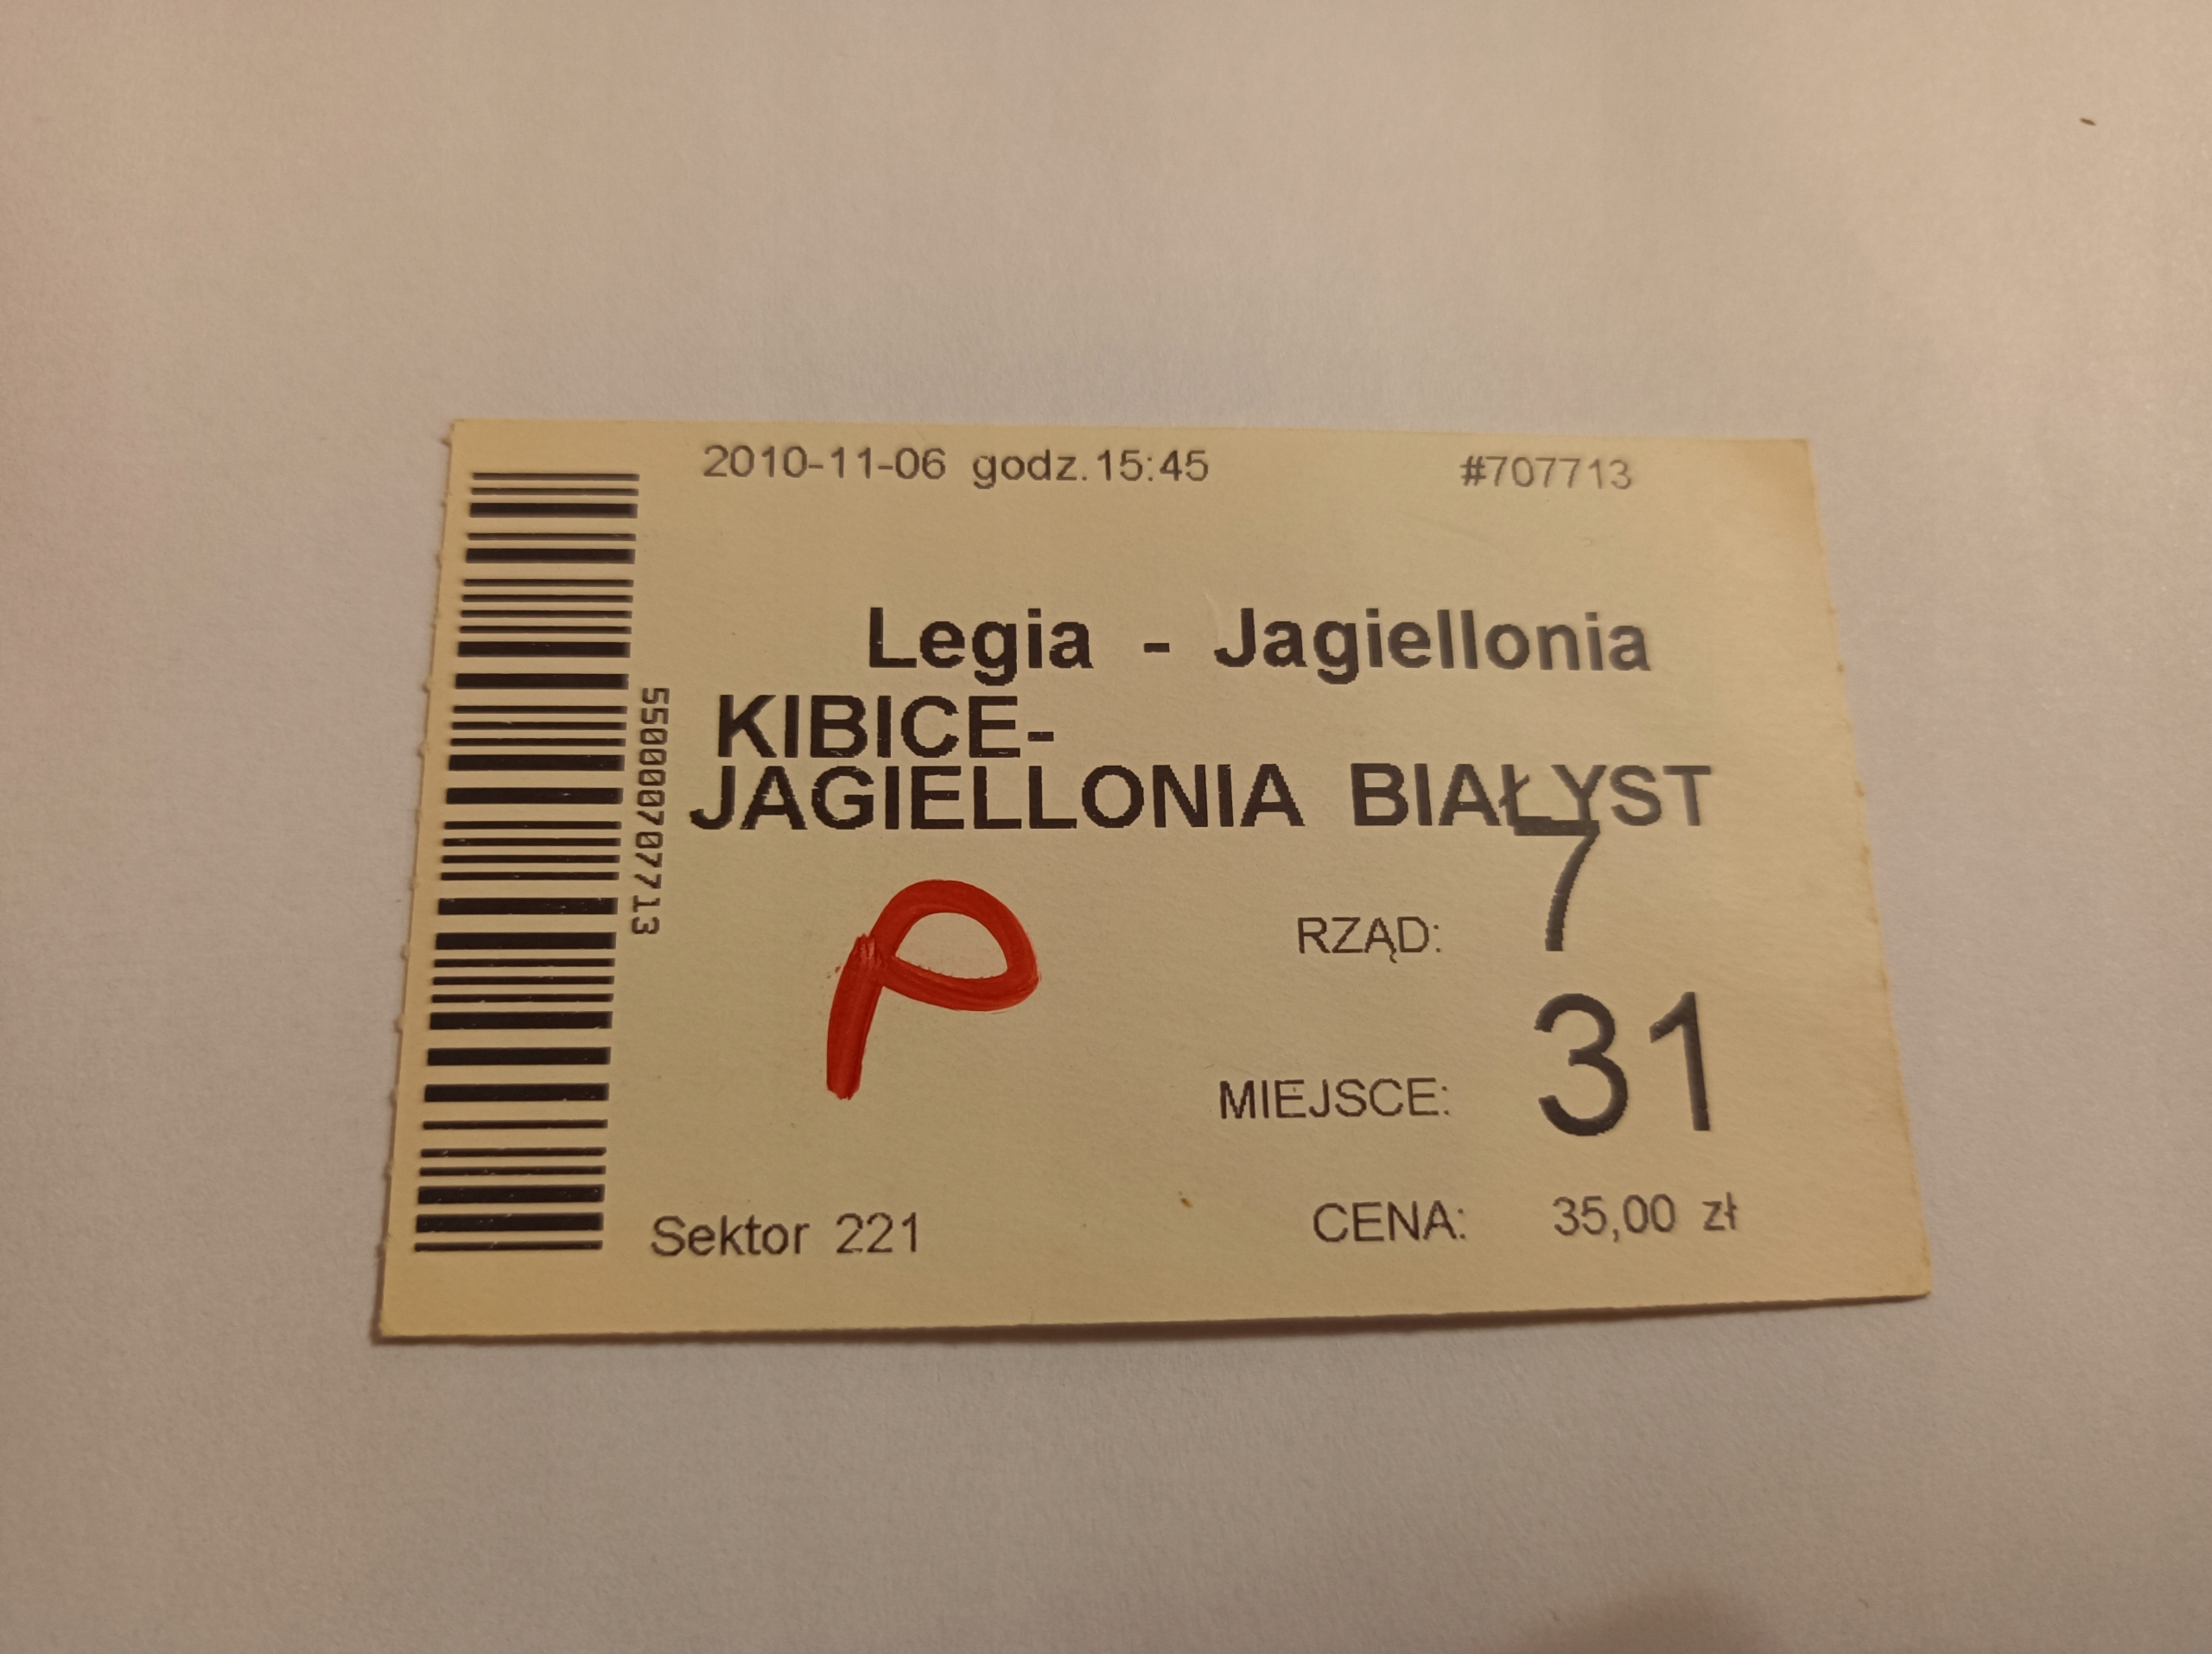 2010-11-06 godz.15:45 #707713
Legia - Jagiellonia
KIBICE-
JAGIELLONIA BIAŁYST
RZĄD: 7
P
MIEJSCE: 31
Sektor 221 CENA: 35,00 zł
550000707713